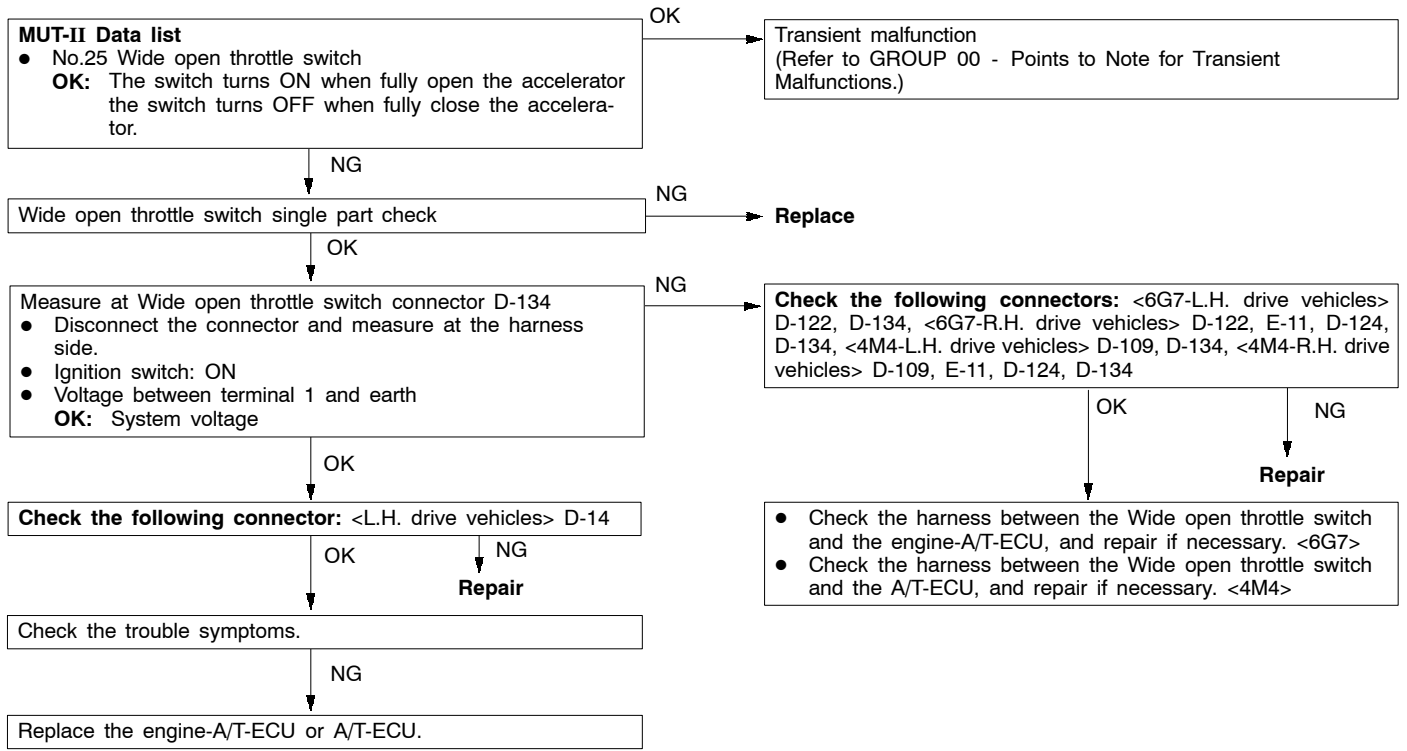 MUT-II Data list
● No.25 Wide open throttle switch
OK: The switch turns ON when fully open the accelerator
the switch turns OFF when fully close the accelera-
tor.
OK
Transient malfunction
(Refer to GROUP 00 - Points to Note for Transient
Malfunctions.)
NG
Wide open throttle switch single part check
NG
Replace
OK
Measure at Wide open throttle switch connector D-134
● Disconnect the connector and measure at the harness
side.
● Ignition switch: ON
● Voltage between terminal 1 and earth
OK: System voltage
NG
Check the following connectors: <6G7-L.H. drive vehicles>
D-122, D-134, <6G7-R.H. drive vehicles> D-122, E-11, D-124,
D-134, <4M4-L.H. drive vehicles> D-109, D-134, <4M4-R.H. drive
vehicles> D-109, E-11, D-124, D-134
OK
NG
Repair
● Check the harness between the Wide open throttle switch
and the engine-A/T-ECU, and repair if necessary. <6G7>
● Check the harness between the Wide open throttle switch
and the A/T-ECU, and repair if necessary. <4M4>
OK
Check the following connector: <L.H. drive vehicles> D-14
OK
NG
Repair
Check the trouble symptoms.
NG
Replace the engine-A/T-ECU or A/T-ECU.